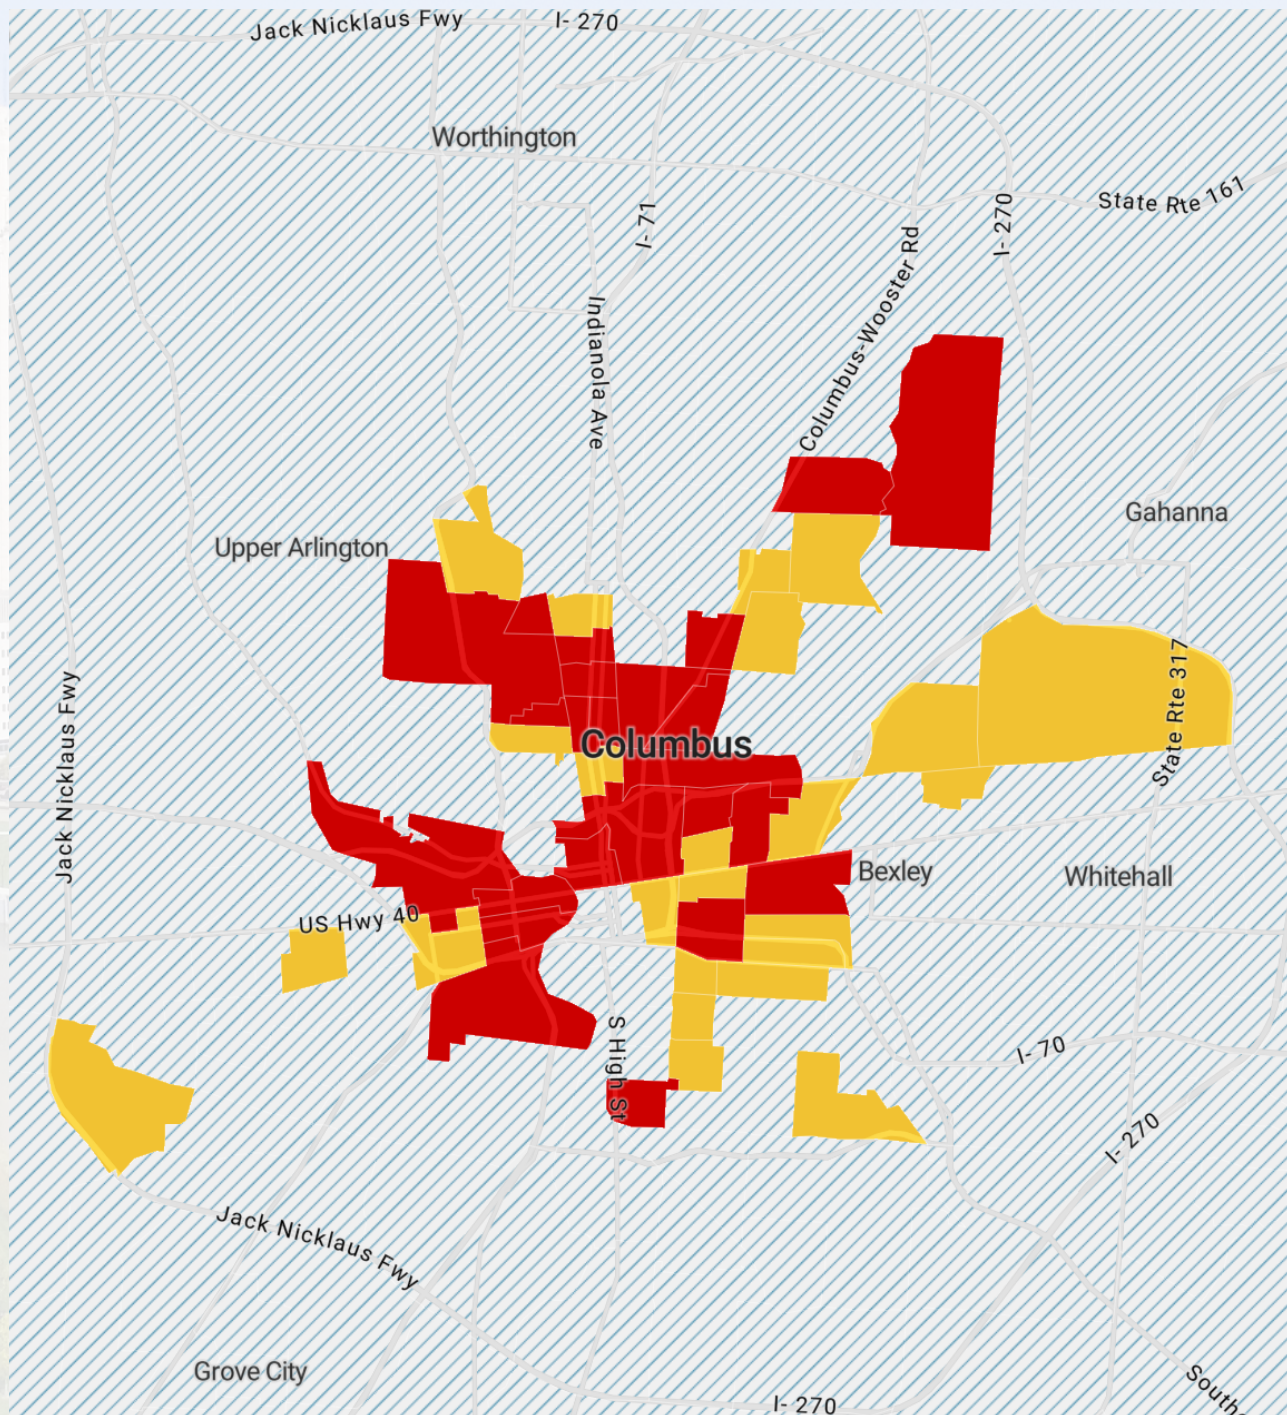 Jack Nicklaus Fwy
I- 270
Worthington
State Rte 161
I- 71
I- 270
Columbus-Wooster Rd
Indianola Ave
Gahanna
Upper Arlington
State Rte 317
Jack Nicklaus Fwy
Columbus
Bexley
Whitehall
US Hwy 40
S High St
I- 70
I- 270
Jack Nicklaus Fwy
Grove City
I- 270